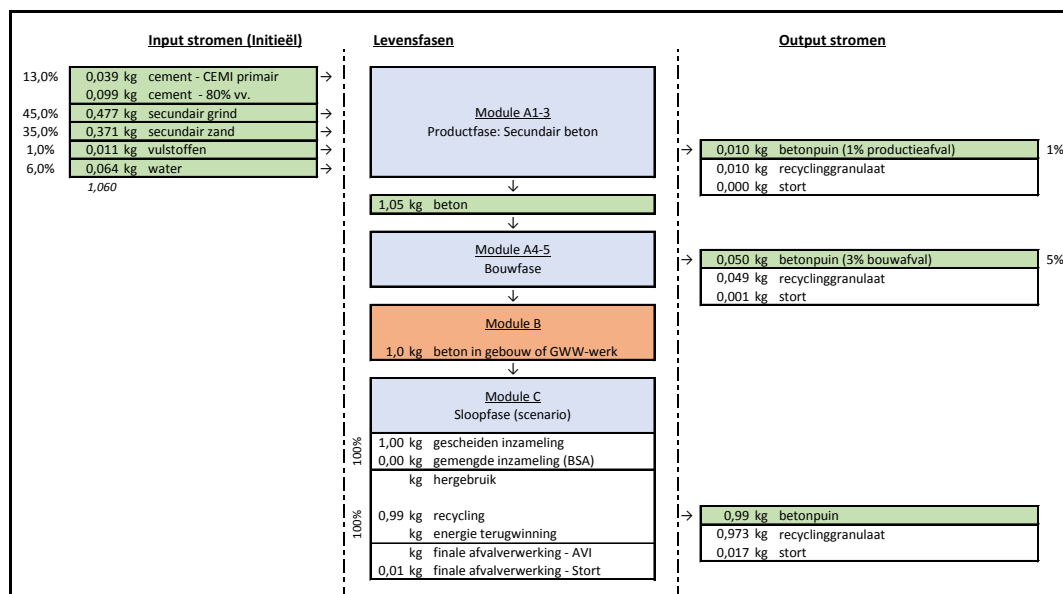 Input stromen (Initieël)
Levensfasen
Output stromen
13,0% 0,039 kg cement - CEMI primair →
0,099 kg cement - 80% vv.
45,0% 0,477 kg secundair grind →
35,0% 0,371 kg secundair zand →
1,0% 0,011 kg vulstoffen →
6,0% 0,064 kg water →
1,060
Module A1-3
Productfase: Secundair beton
→ 0,010 kg betonpuin (1% productieafval) 1%
0,010 kg recyclinggranulaat
0,000 kg stort
↓
1,05 kg beton
↓
Module A4-5
Bouwfase
→ 0,050 kg betonpuin (3% bouwafval) 5%
0,049 kg recyclinggranulaat
0,001 kg stort
↓
Module B
1,0 kg beton in gebouw of GWW-werk
↓
Module C
Sloopfase (scenario)
100%
1,00 kg gescheiden inzameling
0,00 kg gemengde inzameling (BSA)
kg hergebruik
100%
0,99 kg recycling
kg energie terugwinning
kg finale afvalverwerking - AVI
0,01 kg finale afvalverwerking - Stort
→ 0,99 kg betonpuin
0,973 kg recyclinggranulaat
0,017 kg stort